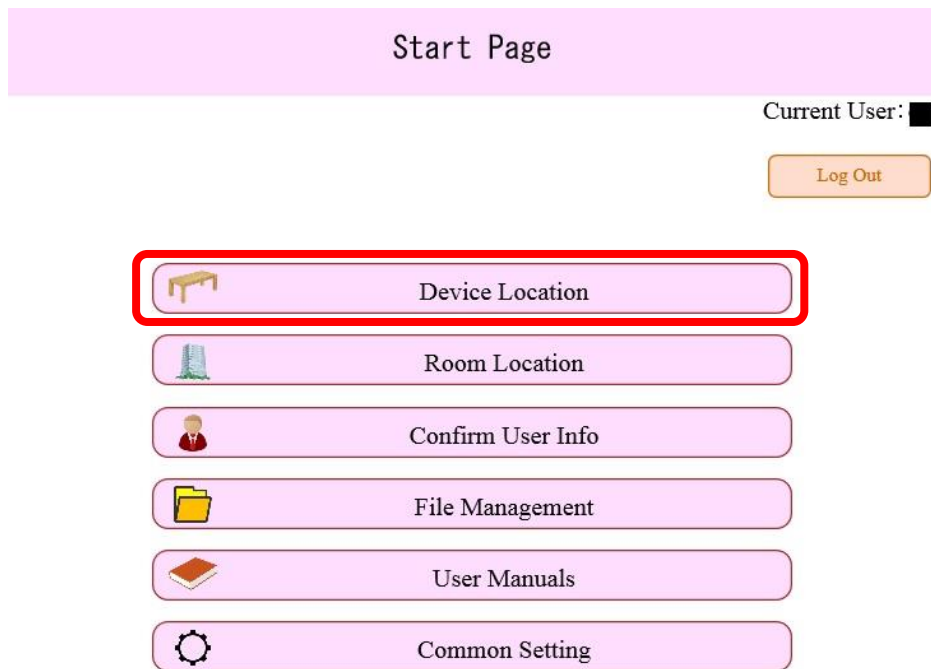 Start Page
Current User:
Log Out
Device Location
Room Location
Confirm User Info
File Management
User Manuals
Common Setting